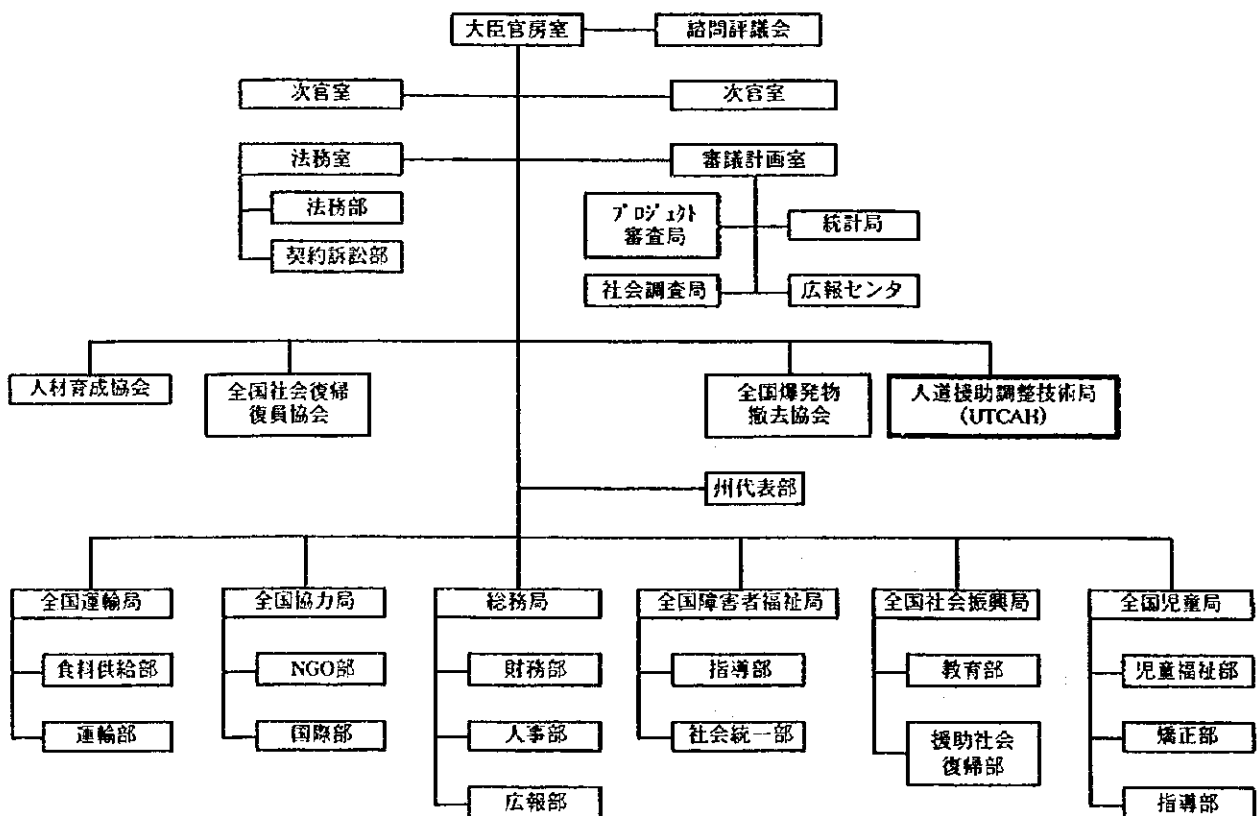 大臣官房室
諮問評議会
次官室
次官室
法務室
審議計画室
法務部
契約訴訟部
プロジェクト
審査局
統計局
社会調査局
広報センタ
人材育成協会
全国社会復帰
復員協会
全国爆発物
撤去協会
人道援助調整技術局
(UTCAH)
州代表部
全国運輸局
全国協力局
総務局
全国障害者福祉局
全国社会振興局
全国児童局
食料供給部
NGO部
財務部
指導部
教育部
児童福祉部
運輸部
国際部
人事部
社会統一部
援助社会
復帰部
矯正部
広報部
指導部